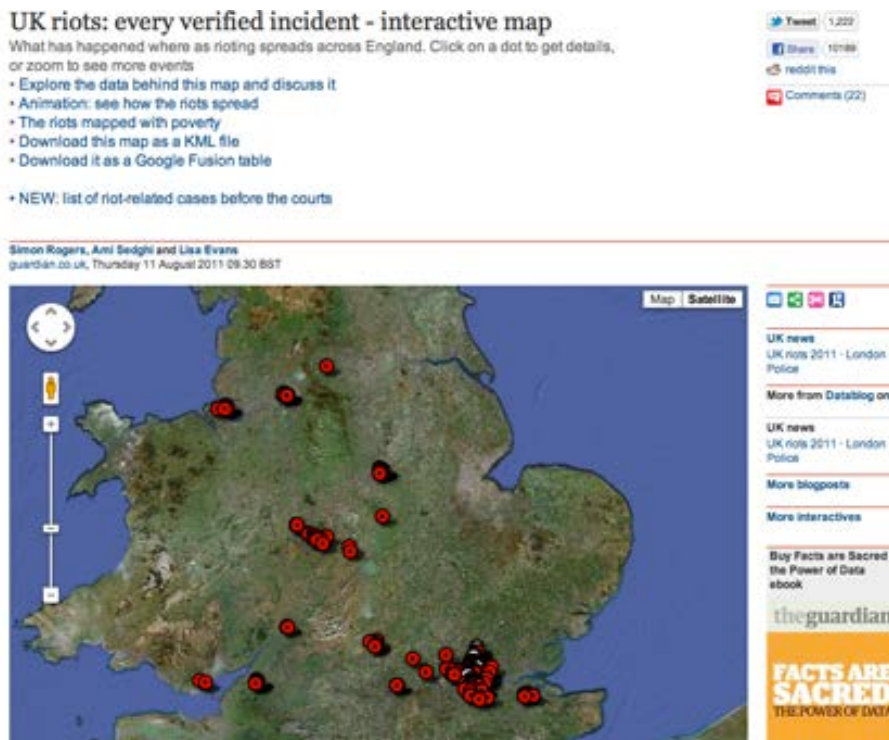 UK riots: every verified incident - interactive map
What has happened where as rioting spreads across England. Click on a dot to get details,
or zoom to see more events
• Explore the data behind this map and discuss it
• Animation: see how the riots spread
• The riots mapped with poverty
• Download this map as a KML file
• Download it as a Google Fusion table
• NEW: list of riot-related cases before the courts
Simon Rogers, Ami Sedghi and Lisa Evans
guardian.co.uk, Thursday 11 August 2011 09.30 BST
Map Satellite
Tweet 1,222
Share
reddit this
Comments (22)
UK news
UK riots 2011 · London
Police
More from Datablog on
UK news
UK riots 2011 · London
Police
More blogposts
More interactives
Buy Facts are Sacred
the Power of Data
ebook
theguardian
FACTS ARE
SACRED
THE POWER OF DATA